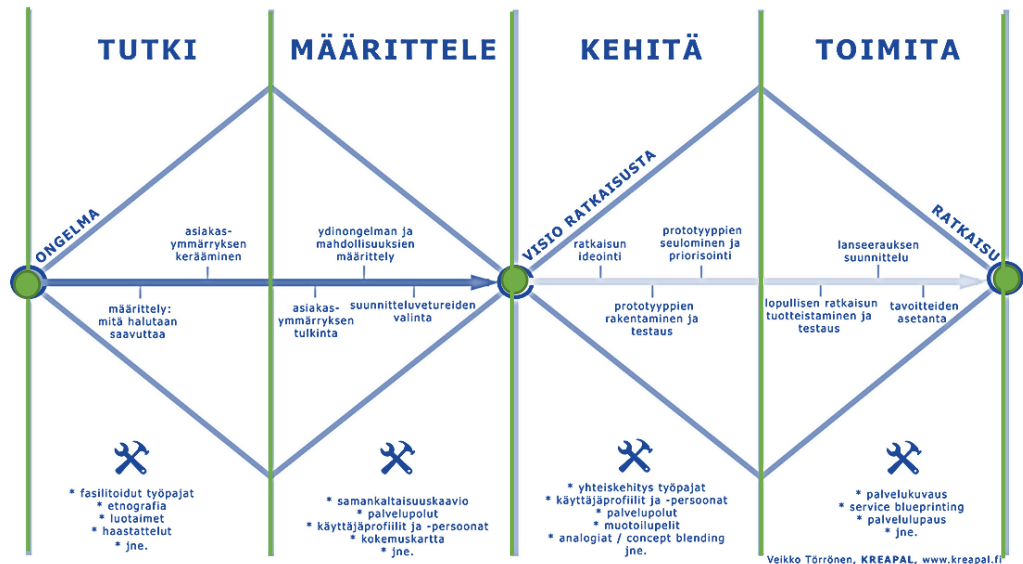 TUTKI
MÄÄRITTELE
KEHITÄ
TOIMITA
ONGELMA
asiakas-
ymmärryksen
kerääminen
määrittely:
mitä halutaan
saavuttaa
ydinongelman ja
mahdollisuuksien
määrittely
asiakas-
ymmärryksen
tulkinta
suunnitteluvetureiden
valinta
VISIO RATKAISUSTA
ratkaisun
ideointi
prototyyppien
seulominen ja
priorisointi
prototyyppien
rakentaminen ja
testaus
lanseerauksen
suunnittelu
lopullisen ratkaisun
tuotteistaminen ja
testaus
tavoitteiden
asetanta
RATKAISU
* fasilitoidut työpajat
* etnografia
* luotaimet
* haastattelut
* jne.
* samankaltaisuuskaavio
* palvelupolut
* käyttäjäprofiilit ja -persoonat
* kokemuskartta
* jne.
* yhteiskehitys työpajat
* käyttäjäprofiilit ja -persoonat
* palvelupolut
* muotoilupelit
* analogiat / concept blending
jne.
* palvelukuvaus
* service blueprinting
* palvelulupaus
* jne.
Veikko Törrönen, KREAPAL, www.kreapal.fi